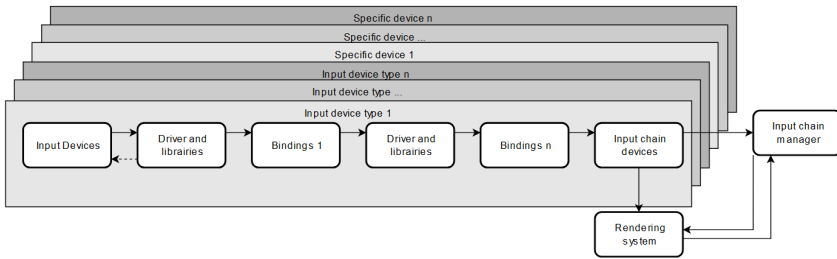 Specific device n
Specific device ...
Specific device 1
Input device type n
Input device type ...
Input device type 1
Input Devices
Driver and
librairies
Bindings 1
Driver and
librairies
Bindings n
Input chain
devices
Input chain
manager
Rendering
system